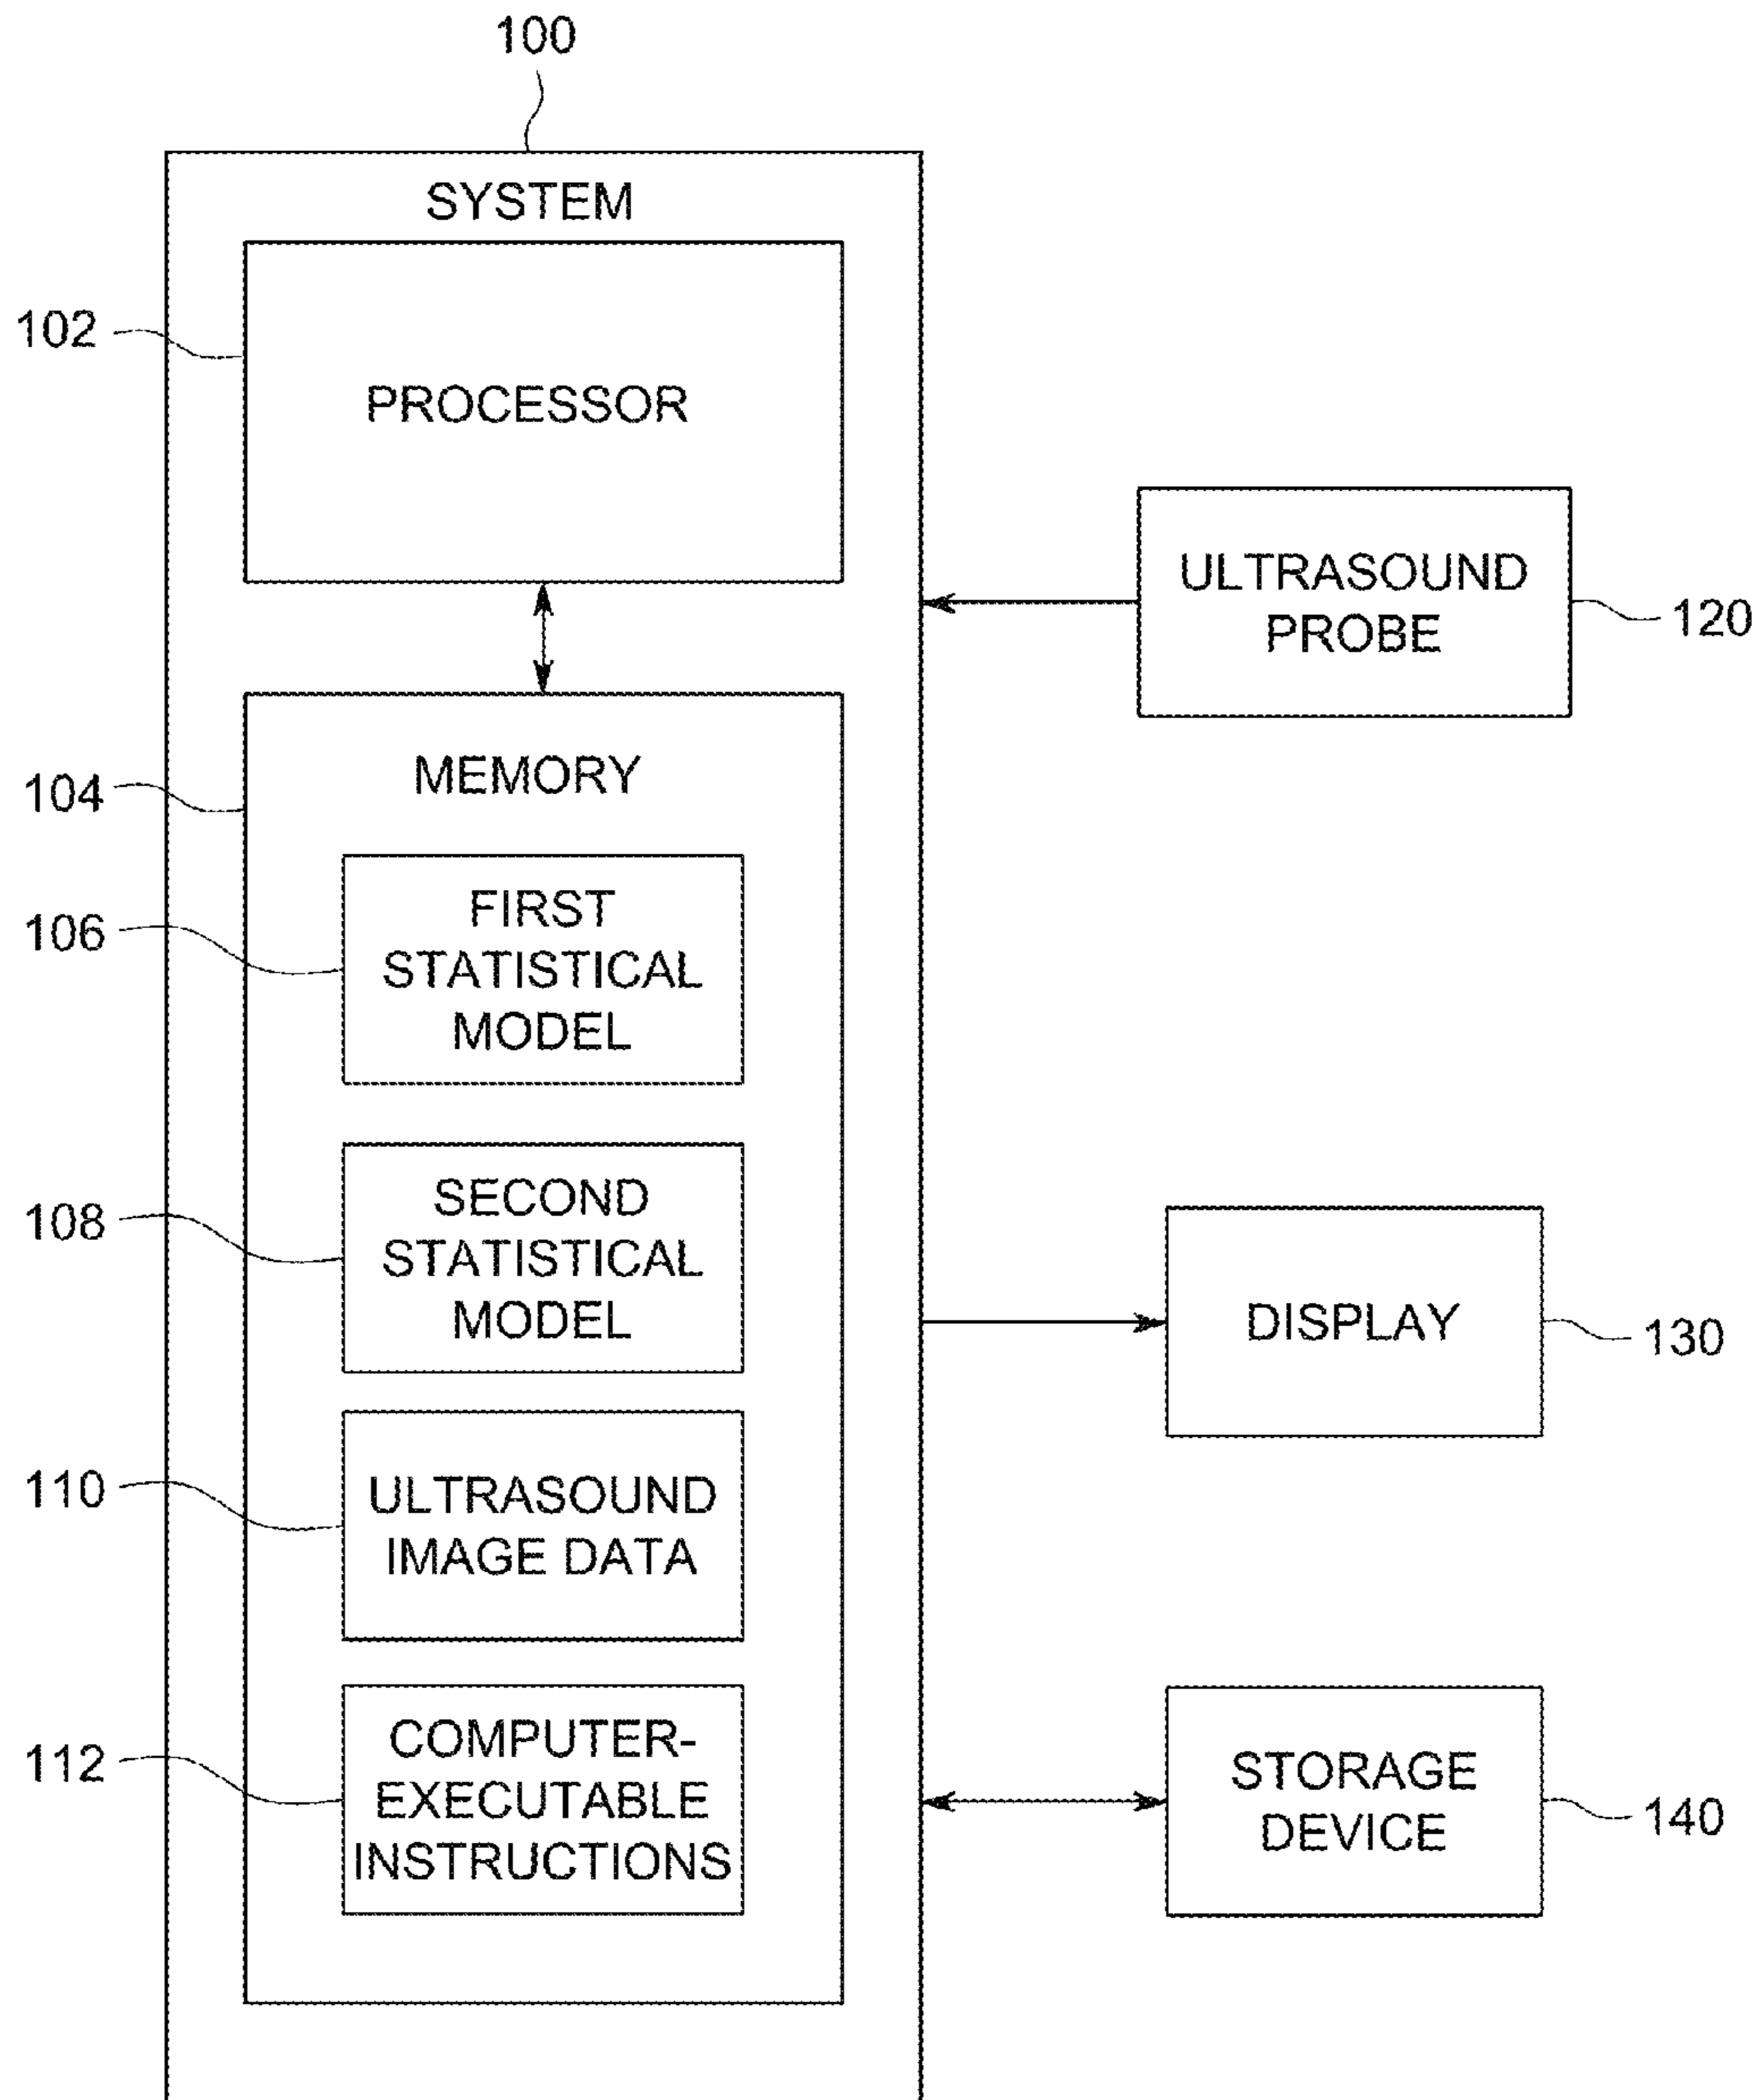 100
SYSTEM
102
PROCESSOR
ULTRASOUND
PROBE
120
104
MEMORY
106
FIRST
STATISTICAL
MODEL
108
SECOND
STATISTICAL
MODEL
DISPLAY
130
110
ULTRASOUND
IMAGE DATA
112
COMPUTER-
EXECUTABLE
INSTRUCTIONS
STORAGE
DEVICE
140